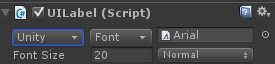 UILabel (Script)
Unity Font Arial
Font Size 20 Normal